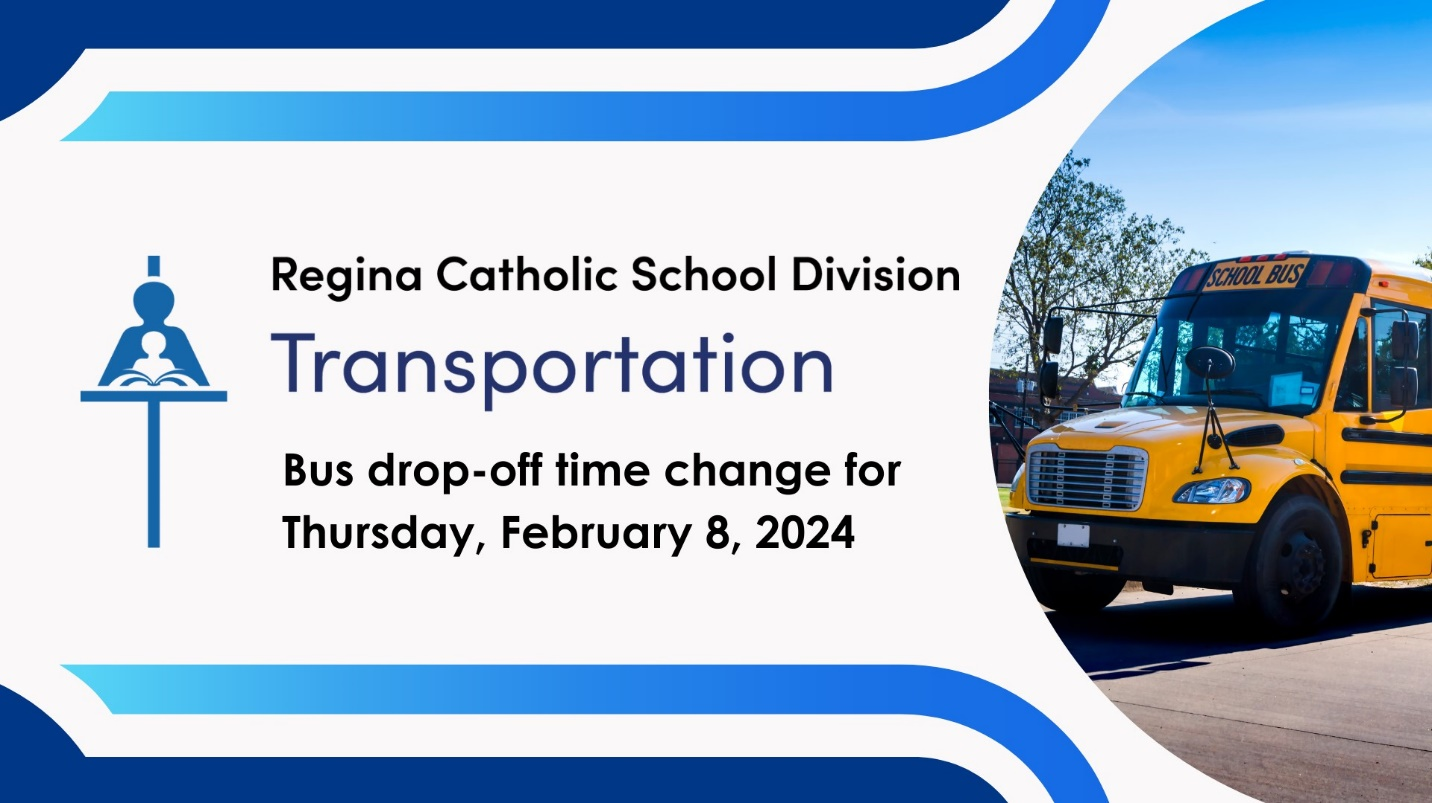 Regina Catholic School Division
Transportation
Bus drop-off time change for
Thursday, February 8, 2024
SCHOOL BUS